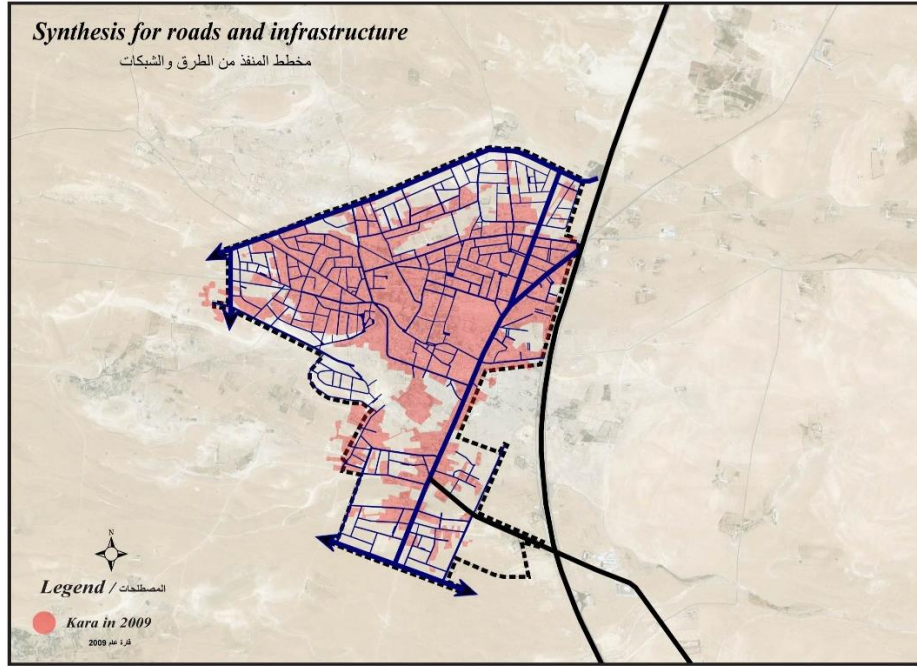 Synthesis for roads and infrastructure
مخطط المنفذ من الطرق والشبكات
N
Legend / المصطلحات
Kara in 2009
قارة عام 2009